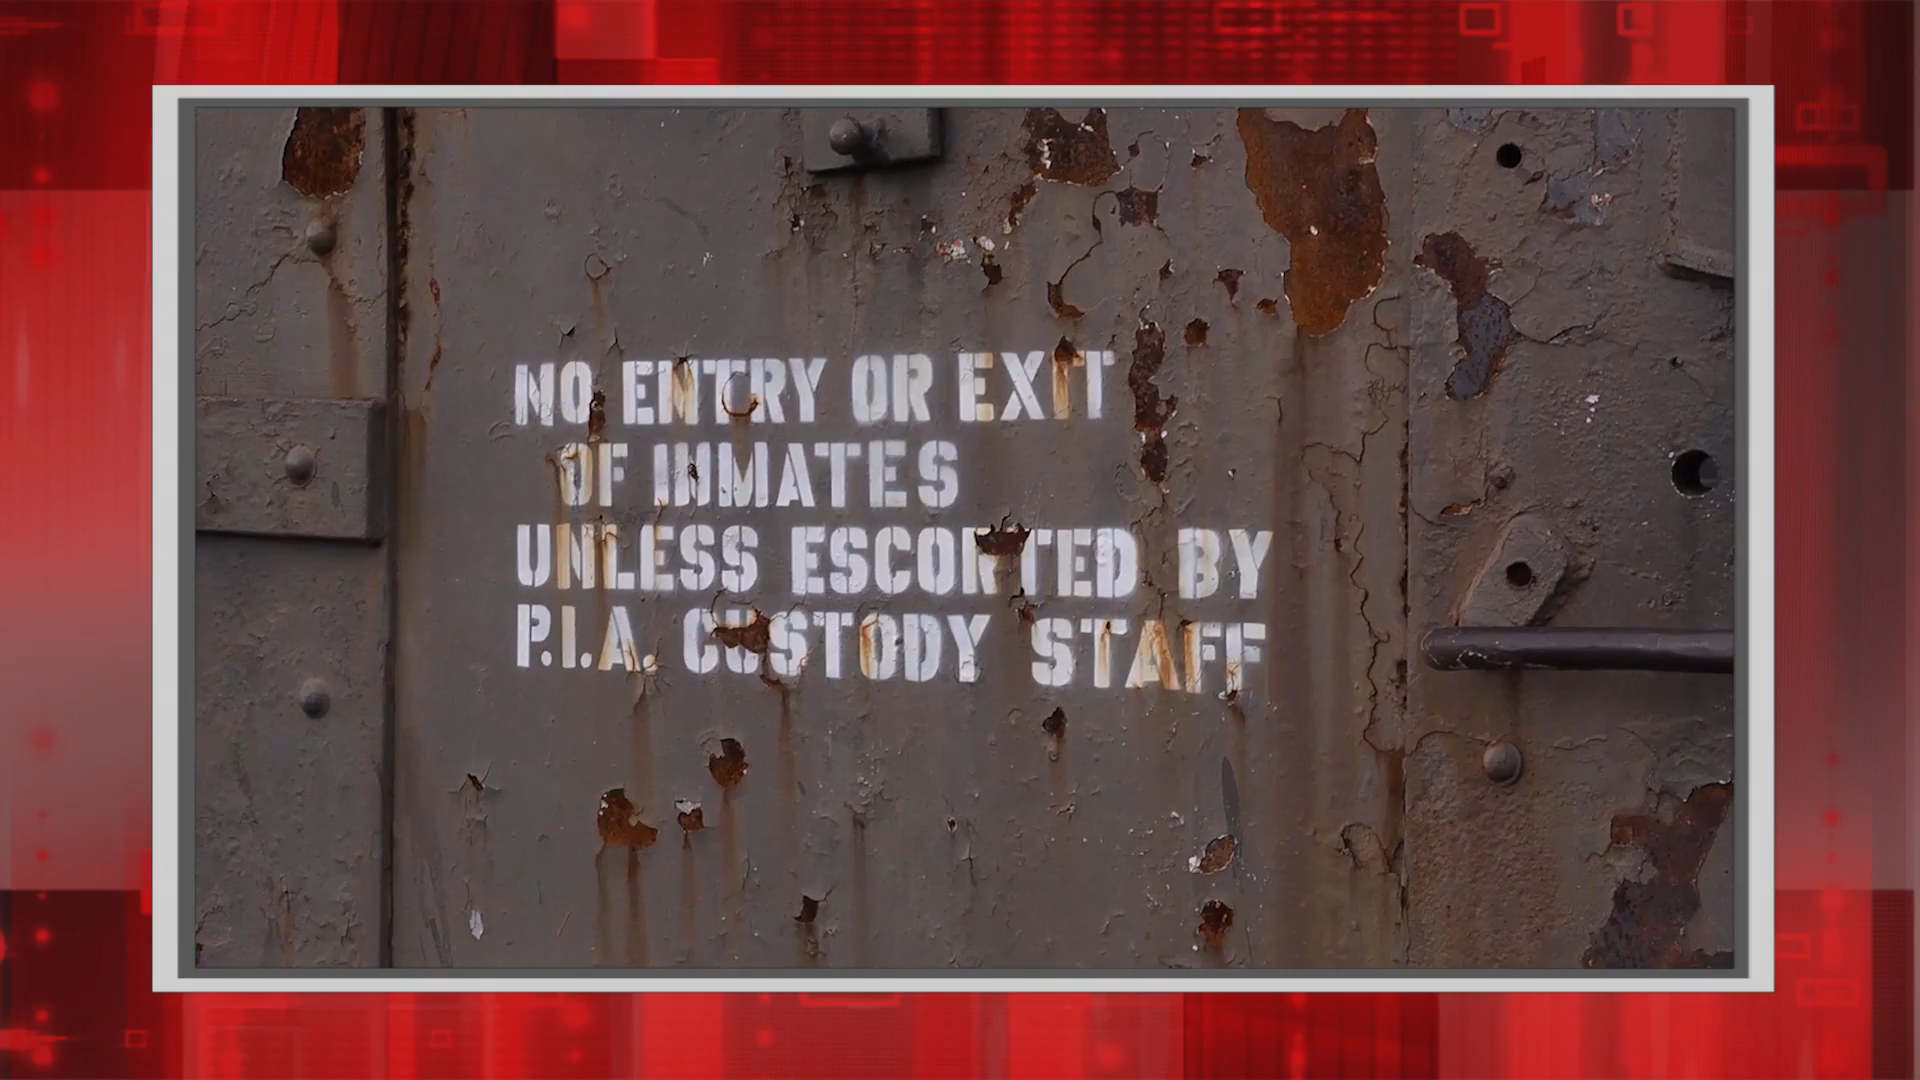 NO ENTRY OR EXIT
OF INMATES
UNLESS ESCORTED BY
P.I.A. CUSTODY STAFF